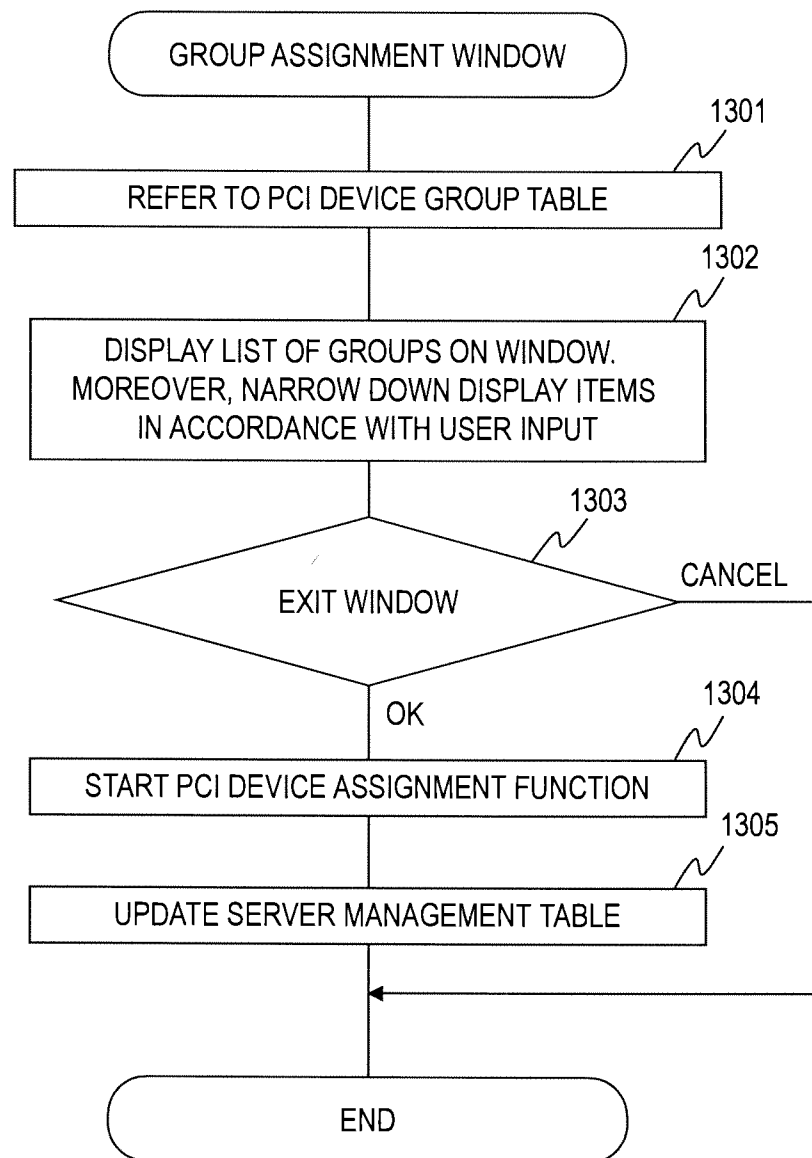 GROUP ASSIGNMENT WINDOW
1301
REFER TO PCI DEVICE GROUP TABLE
1302
DISPLAY LIST OF GROUPS ON WINDOW.
MOREOVER, NARROW DOWN DISPLAY ITEMS
IN ACCORDANCE WITH USER INPUT
1303
EXIT WINDOW
CANCEL
OK
1304
START PCI DEVICE ASSIGNMENT FUNCTION
1305
UPDATE SERVER MANAGEMENT TABLE
END